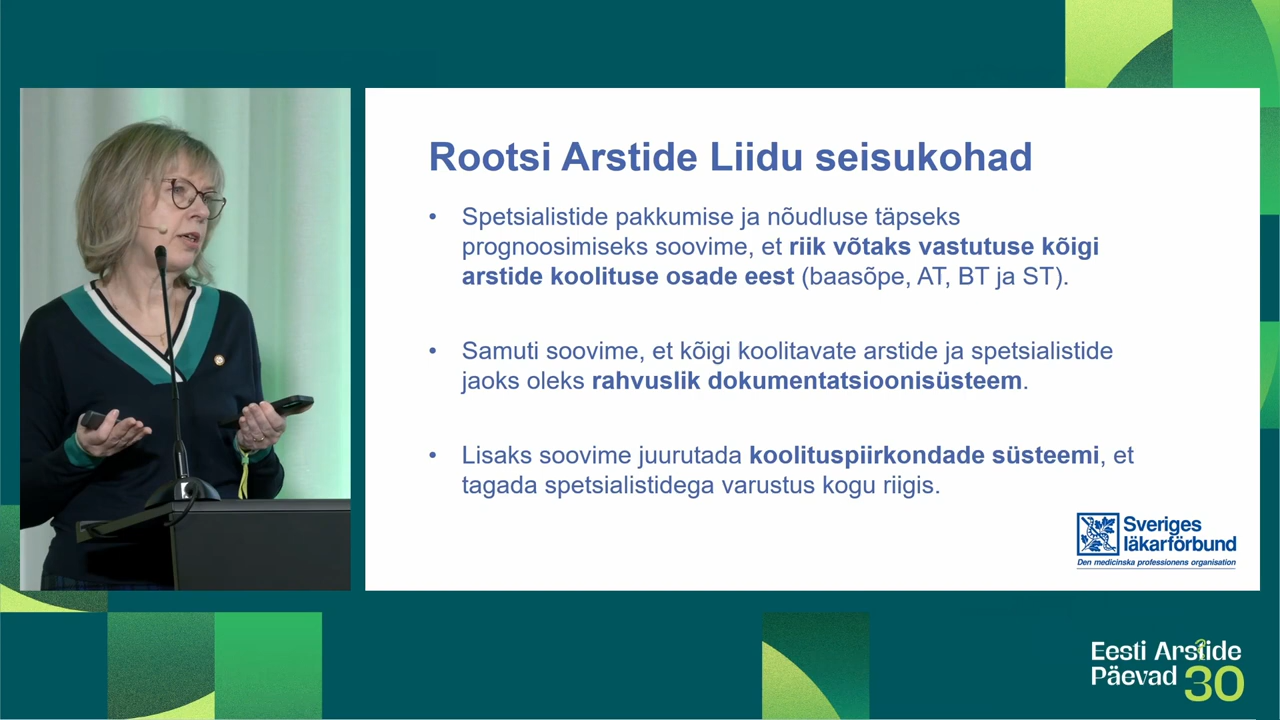 Rootsi Arstide Liidu seisukohad
• Spetsialistide pakkumise ja nõudluse täpseks
prognoosimiseks soovime, et riik võtaks vastutuse kõigi
arstide koolituse osade eest (baasõpe, AT, BT ja ST).
• Samuti soovime, et kõigi koolitavate arstide ja spetsialistide
jaoks oleks rahvuslik dokumentatsioonisüsteem.
• Lisaks soovime juurutada koolituspiirkondade süsteemi, et
tagada spetsialistidega varustus kogu riigis.
Sveriges
läkarförbund
Den medicinska professionens organisation
Eesti Arstide
Päevad 30